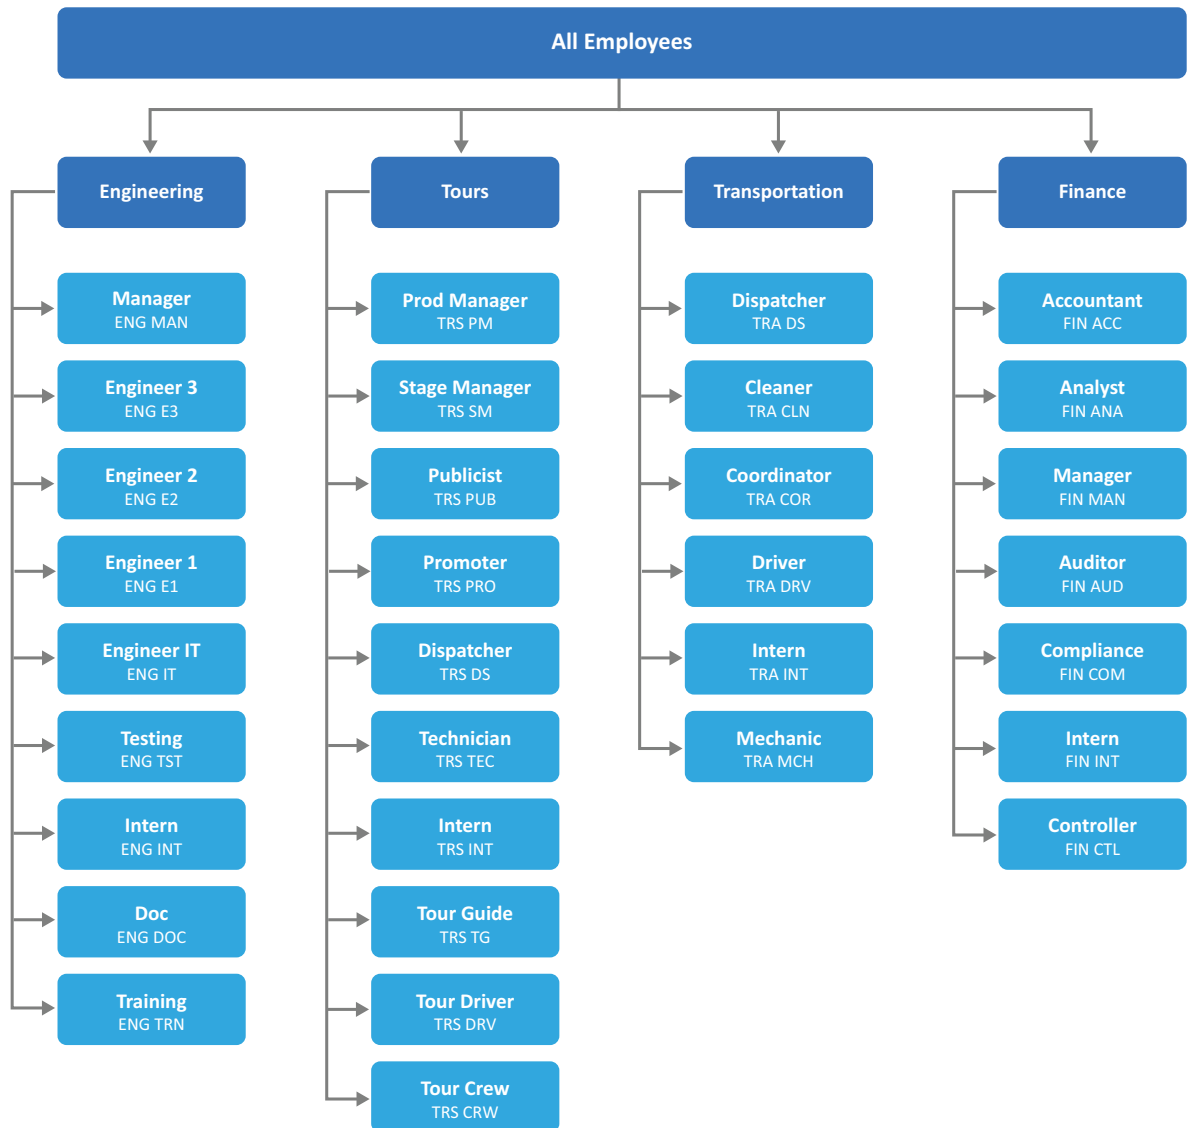 All Employees
Engineering
Manager
ENG MAN
Engineer 3
ENG E3
Engineer 2
ENG E2
Engineer 1
ENG E1
Engineer IT
ENG IT
Testing
ENG TST
Intern
ENG INT
Doc
ENG DOC
Training
ENG TRN
Tours
Prod Manager
TRS PM
Stage Manager
TRS SM
Publicist
TRS PUB
Promoter
TRS PRO
Dispatcher
TRS DS
Technician
TRS TEC
Intern
TRS INT
Tour Guide
TRS TG
Tour Driver
TRS DRV
Tour Crew
TRS CRW
Transportation
Dispatcher
TRA DS
Cleaner
TRA CLN
Coordinator
TRA COR
Driver
TRA DRV
Intern
TRA INT
Mechanic
TRA MCH
Finance
Accountant
FIN ACC
Analyst
FIN ANA
Manager
FIN MAN
Auditor
FIN AUD
Compliance
FIN COM
Intern
FIN INT
Controller
FIN CTL